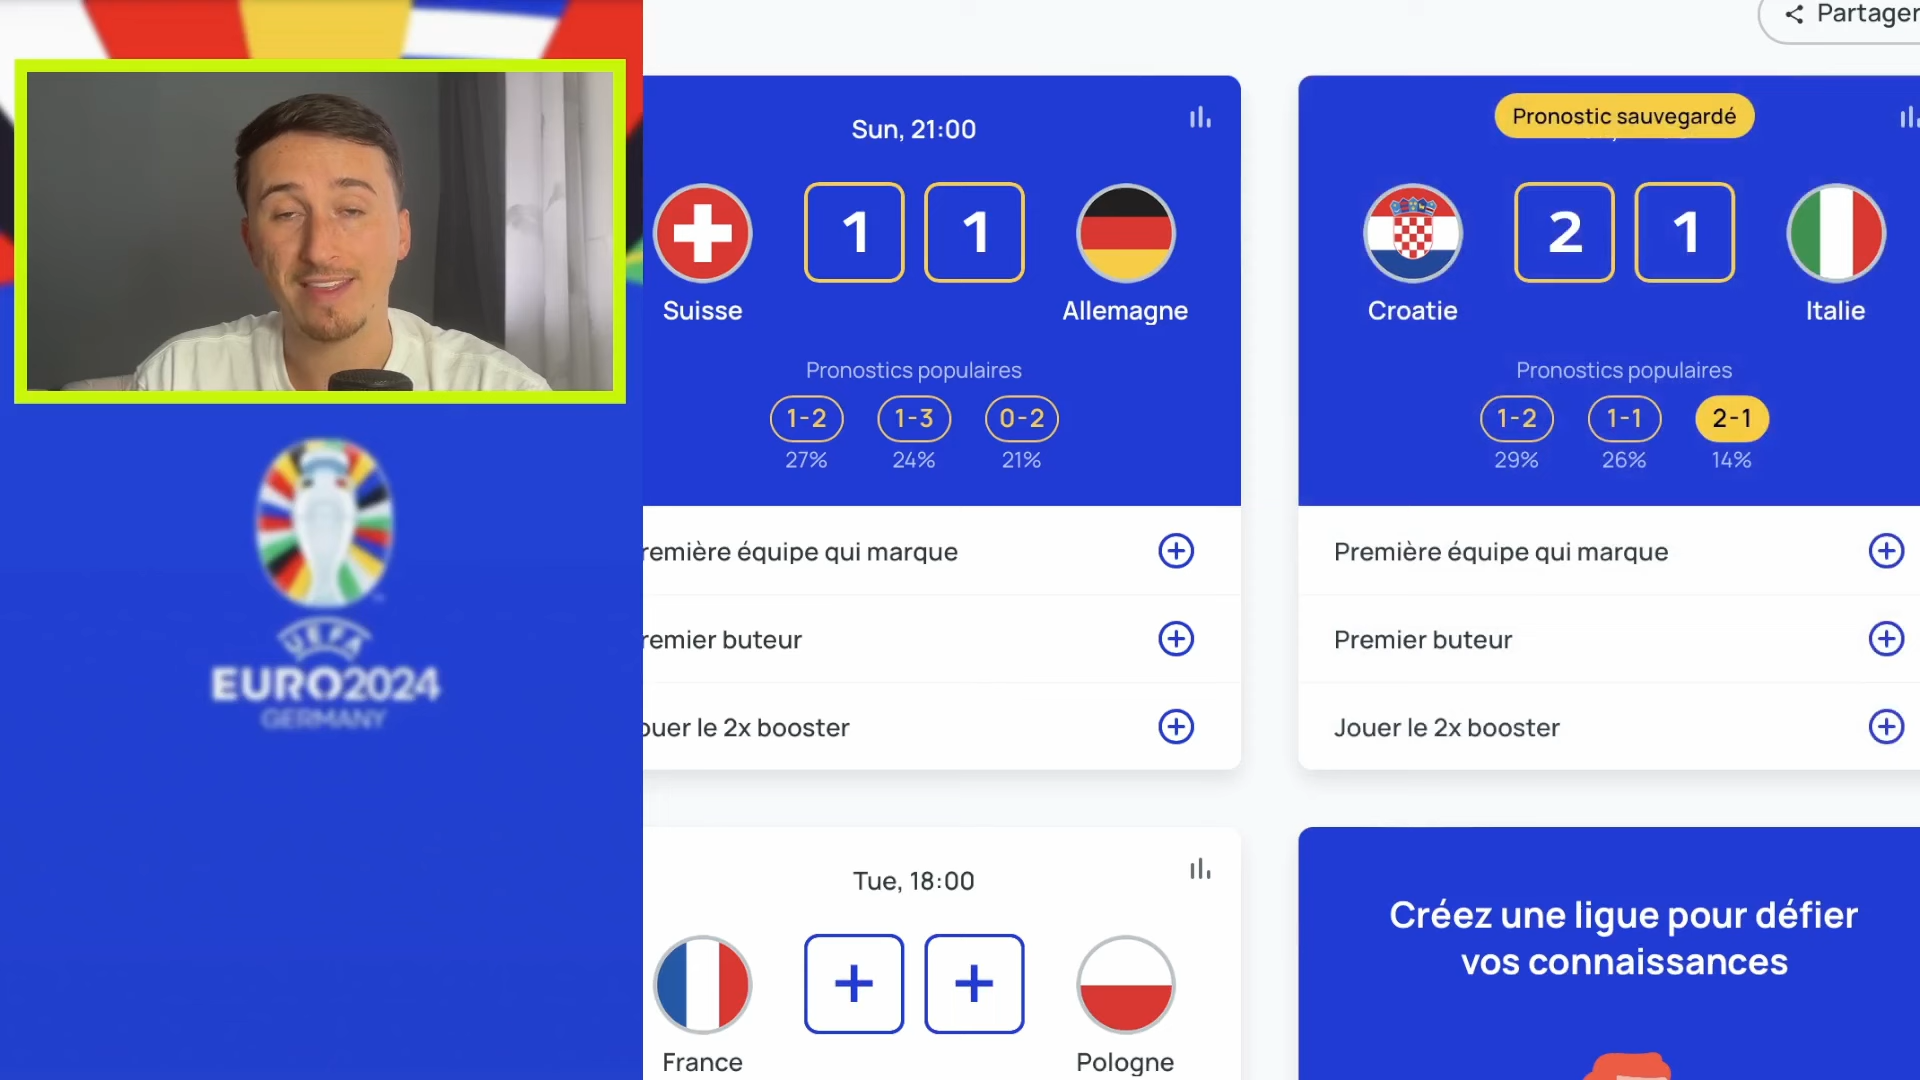 Partager
Sun, 21:00
Suisse
1
1
Allemagne
Pronostics populaires
1-2
1-3
0-2
27%
24%
21%
remière équipe qui marque
remier buteur
ouer le 2x booster
Pronostic sauvegardé
Croatie
2
1
Italie
Pronostics populaires
1-2
1-1
2-1
29%
26%
14%
Première équipe qui marque
Premier buteur
Jouer le 2x booster
UEFA
EURO2024
GERMANY
Tue, 18:00
France
+
+
Pologne
Créez une ligue pour défier
vos connaissances